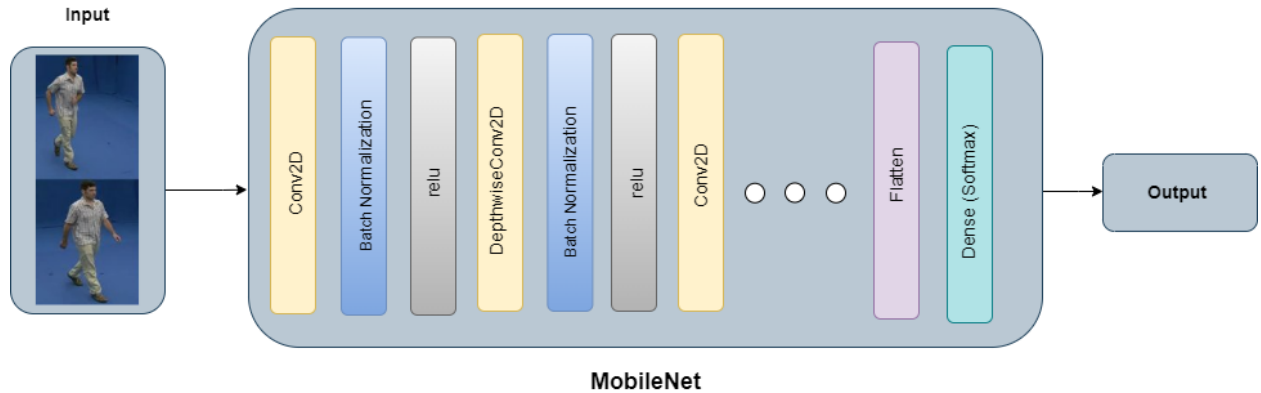 Input
Conv2D
Batch Normalization
relu
DepthwiseConv2D
Batch Normalization
relu
Conv2D
Flatten
Dense (Softmax)
Output
MobileNet